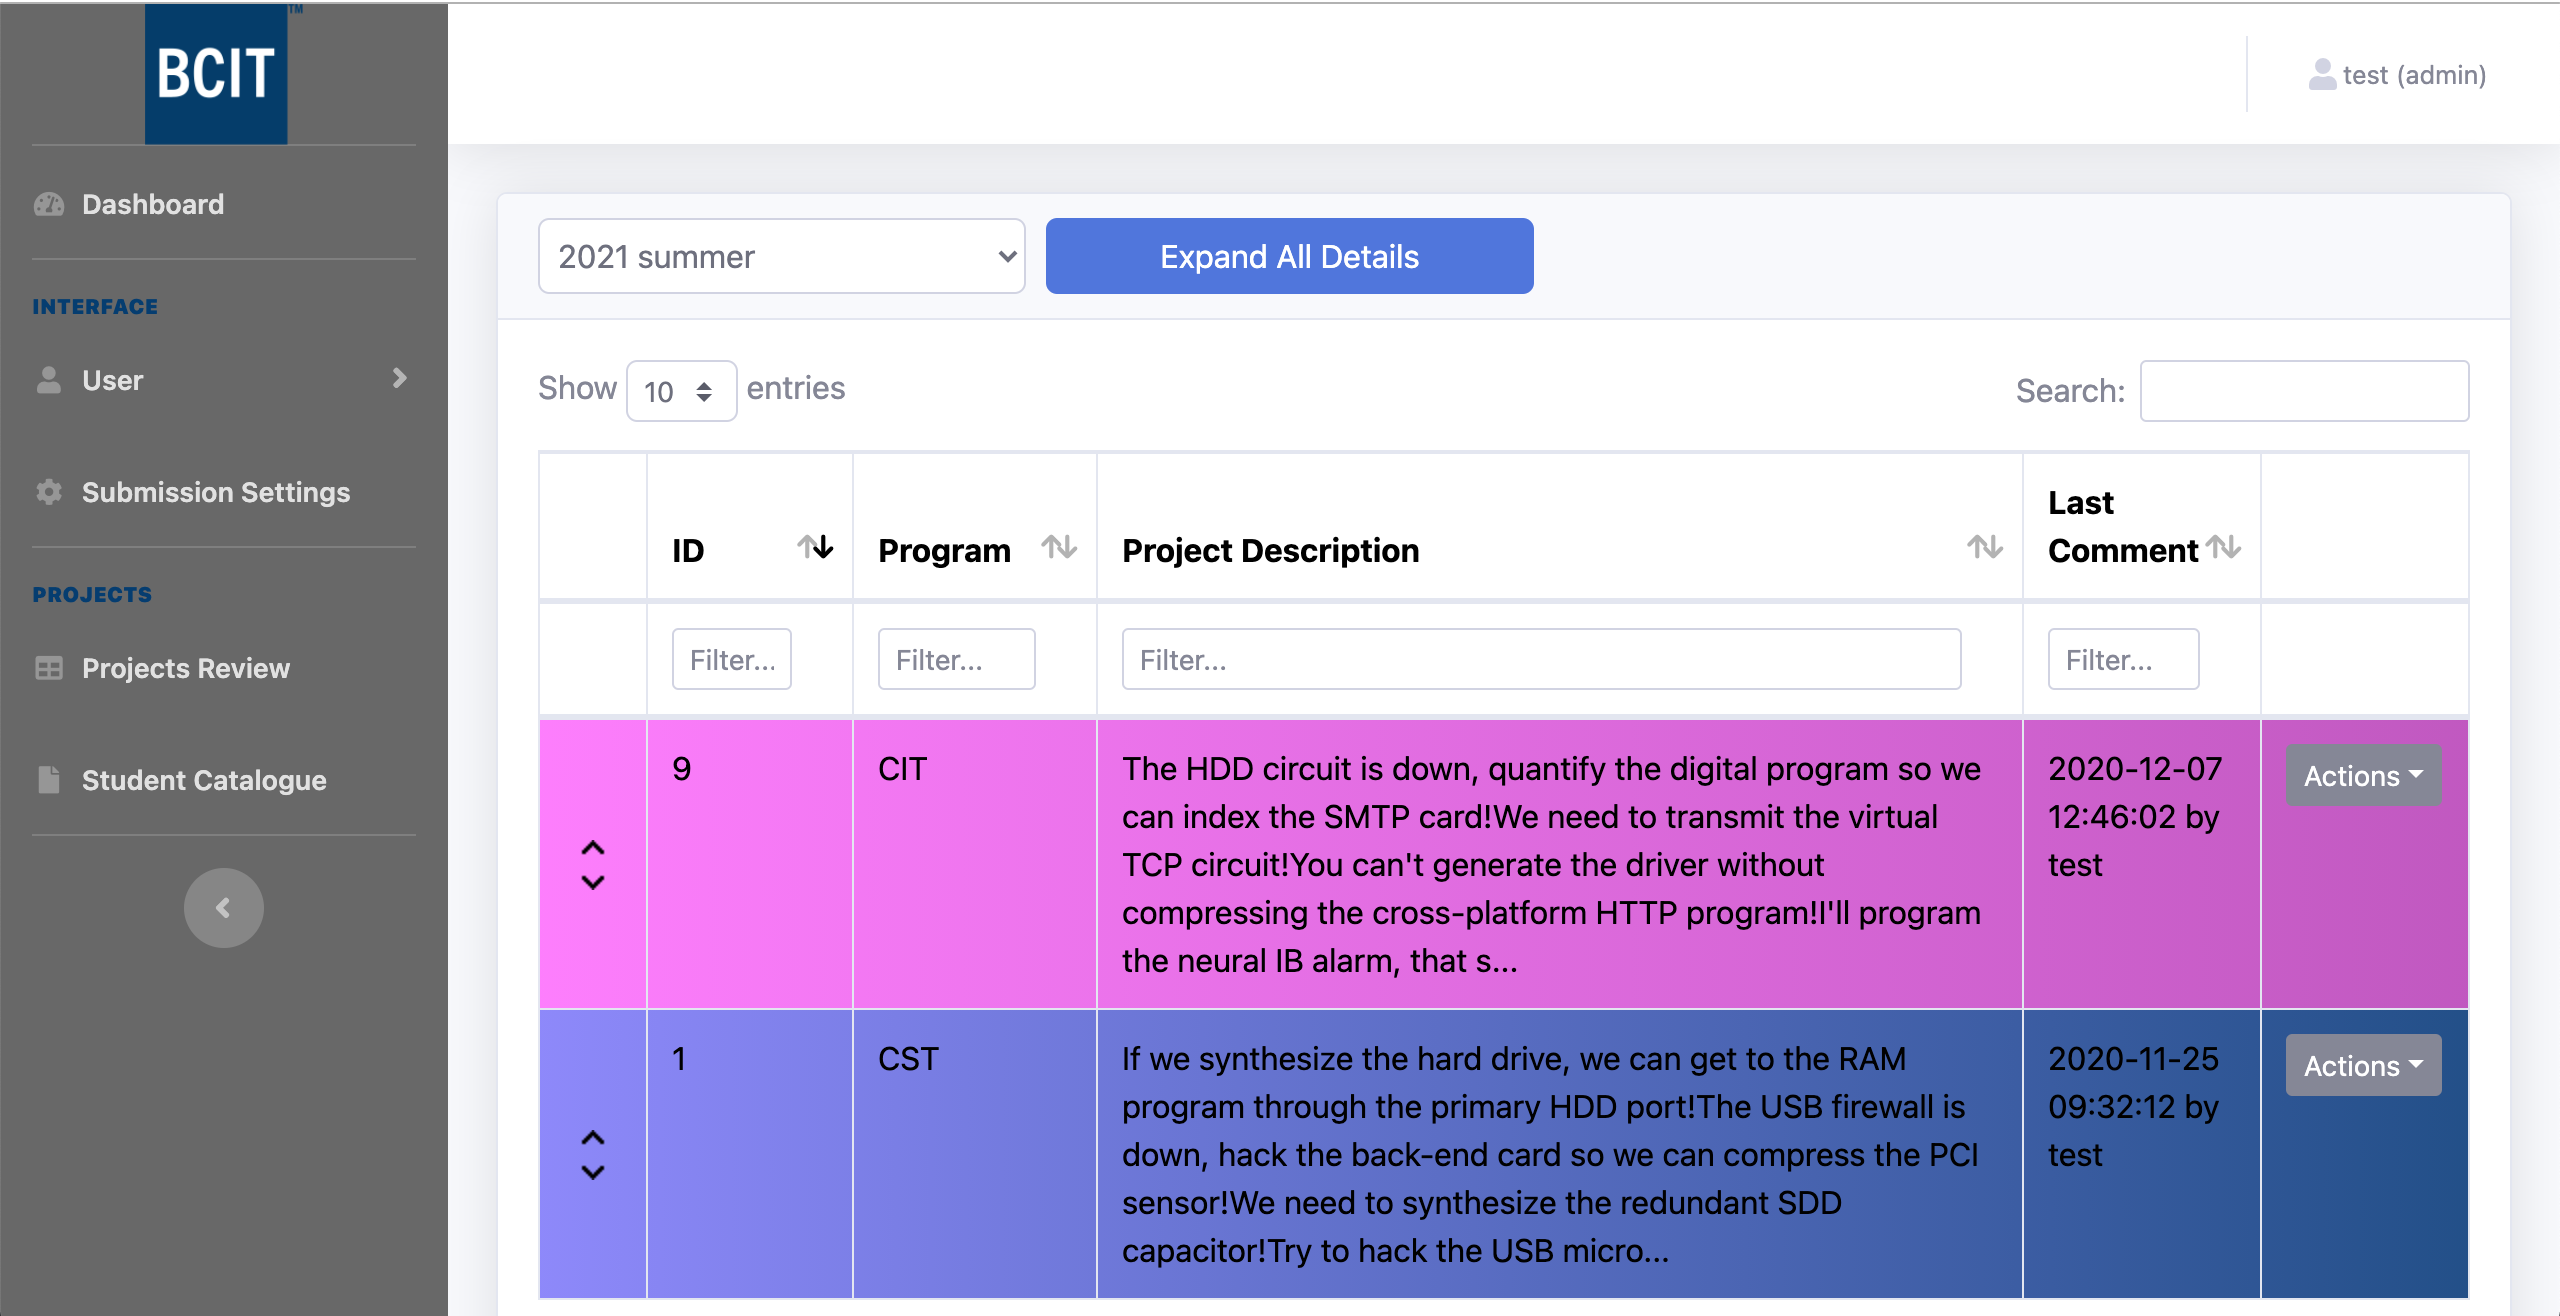 BCIT
TM
test (admin)
Dashboard
INTERFACE
User
Submission Settings
PROJECTS
Projects Review
Student Catalogue
2021 summer
Expand All Details
Show 10 entries
Search:
ID
Program
Project Description
Last
Comment
Filter...
Filter...
Filter...
Filter...
9
CIT
The HDD circuit is down, quantify the digital program so we
can index the SMTP card!We need to transmit the virtual
TCP circuit!You can't generate the driver without
compressing the cross-platform HTTP program!I'll program
the neural IB alarm, that s...
2020-12-07
12:46:02 by
test
Actions
1
CST
If we synthesize the hard drive, we can get to the RAM
program through the primary HDD port!The USB firewall is
down, hack the back-end card so we can compress the PCI
sensor!We need to synthesize the redundant SDD
capacitor!Try to hack the USB micro...
2020-11-25
09:32:12 by
test
Actions